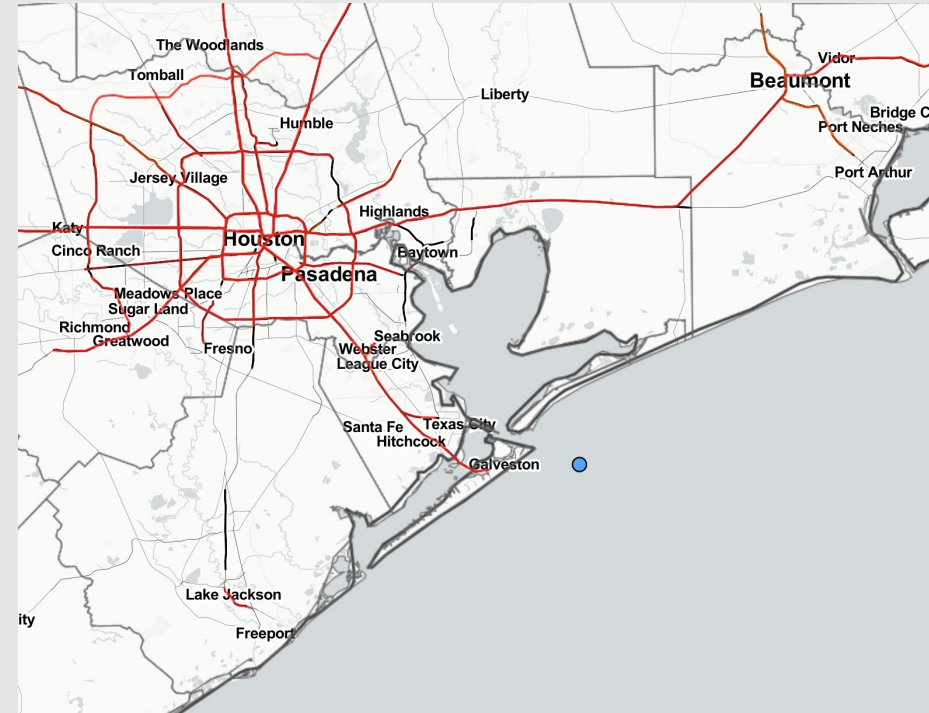 The Woodlands
Tomball
Vidor
Beaumont
Liberty
Humble
Bridge C
Port Neches
Port Arthur
Jersey Village
Highlands
Katy
Houston
Cinco Ranch
Baytown
Pasadena
Meadows Place
Sugar Land
Richmond
Greatwood
Seabrook
Fresno
Webster
League City
Santa Fe
Texas City
Hitchcock
Galveston
Lake Jackson
ity
Freeport